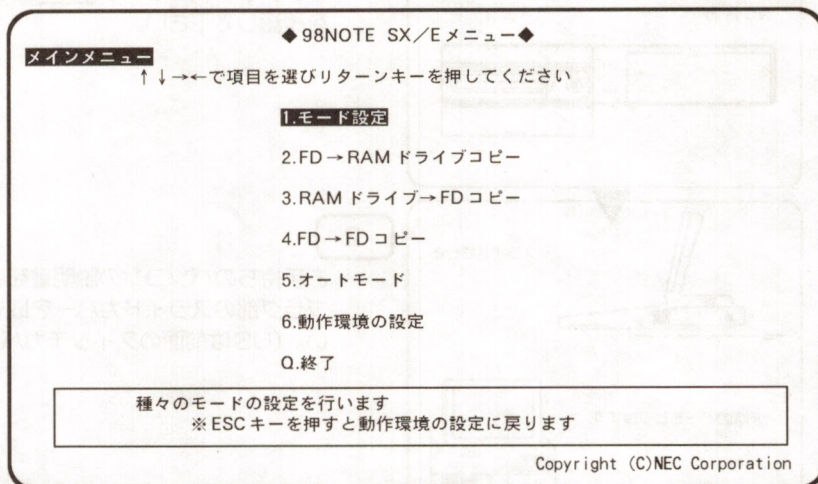 ◆98NOTE SX/Eメニュー◆
メインメニュー
↑↓→←で項目を選びリターンキーを押してください
1.モード設定
2.FD→RAMドライブコピー
3.RAMドライブ→FDコピー
4.FD→FDコピー
5.オートモード
6.動作環境の設定
Q.終了
種々のモードの設定を行います
※ESCキーを押すと動作環境の設定に戻ります
Copyright (C)NEC Corporation